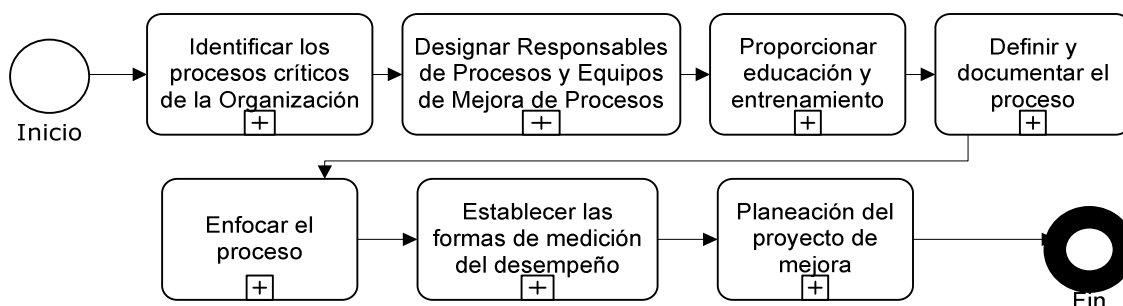 Identificar los
procesos críticos
de la Organización
Designar Responsables
de Procesos y Equipos
de Mejora de Procesos
Proporcionar
educación y
entrenamiento
Definir y
documentar el
proceso
Inicio
Enfocar el
proceso
Establecer las
formas de medición
del desempeño
Planeación del
proyecto de
mejora
Fin